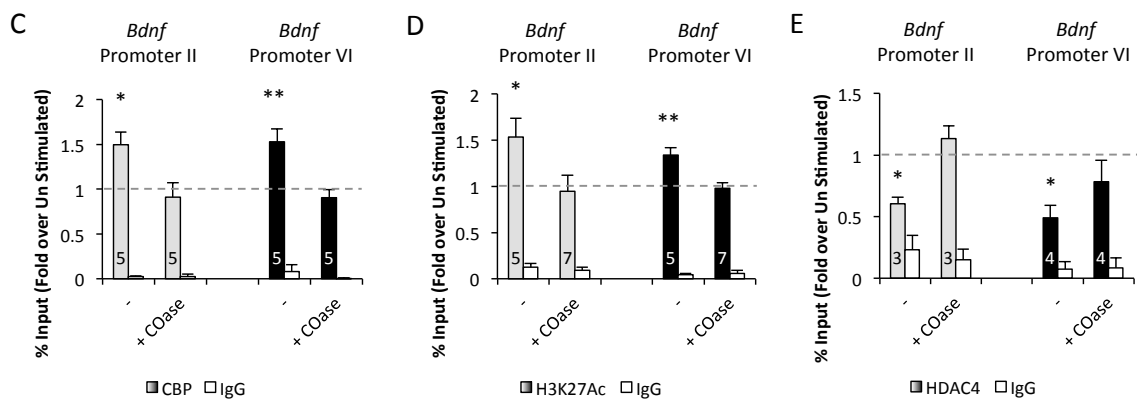 C
Bdnf
Promoter II
Bdnf
Promoter VI
% Input (Fold over Un Stimulated)
2
1.5
1
0.5
0
*
**
5
5
5
5
-
+ COase
-
+ COase
CBP
IgG
D
Bdnf
Promoter II
Bdnf
Promoter VI
% Input (Fold over Un Stimulated)
2
1.5
1
0.5
0
*
**
5
7
5
7
-
+ COase
-
+ COase
H3K27Ac
IgG
E
Bdnf
Promoter II
Bdnf
Promoter VI
% Input (Fold over Un Stimulated)
1.5
1
0.5
0
*
*
3
3
4
4
-
+ COase
-
+ COase
HDAC4
IgG